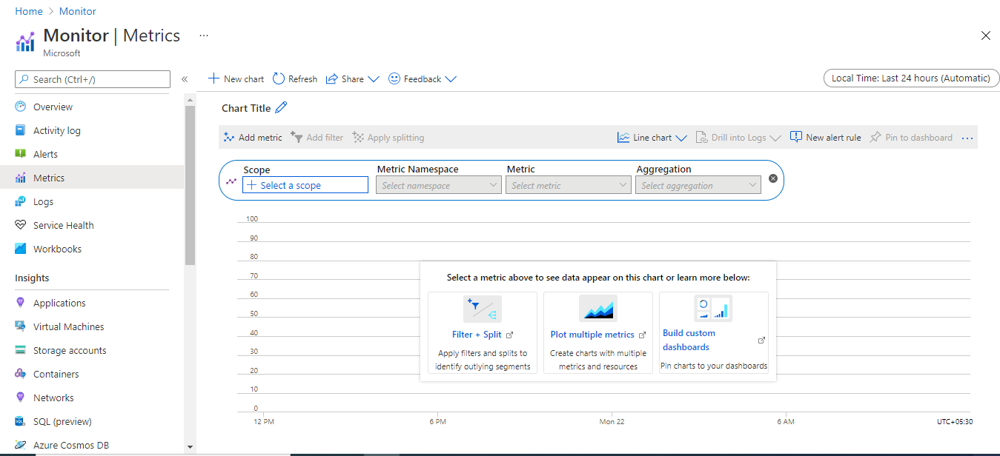 Home > Monitor
Monitor | Metrics ...
Microsoft
Search (Ctrl+/)
«
Overview
Activity log
Alerts
Metrics
Logs
Service Health
Workbooks
Insights
Applications
Virtual Machines
Storage accounts
Containers
Networks
SQL (preview)
Azure Cosmos DB
New chart Refresh Share Feedback
Local Time: Last 24 hours (Automatic)
Chart Title
Add metric Add filter Apply splitting Line chart Drill into Logs New alert rule Pin to dashboard ...
Scope Metric Namespace Metric Aggregation
Select a scope Select namespace Select metric Select aggregation
100
90
80
70
60
50
40
30
20
10
0
Select a metric above to see data appear on this chart or learn more below:
Filter + Split
Apply filters and splits to
identify outlying segments
Plot multiple metrics
Create charts with multiple
metrics and resources
Build custom
dashboards
Pin charts to your dashboards
12 PM 6 PM Mon 22 6 AM UTC+05:30